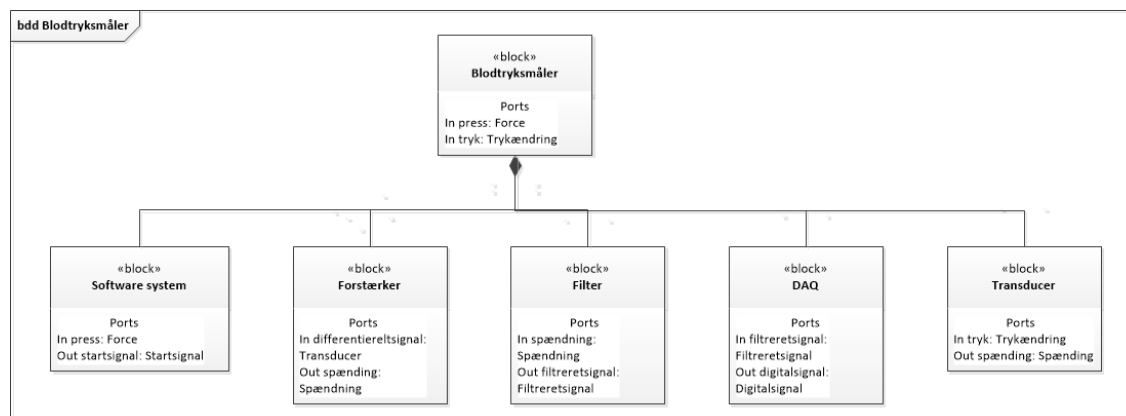 bdd Blodtryksmåler
«block»
Blodtryksmåler
Ports
In press: Force
In tryk: Trykændring
«block»
Software system
Ports
In press: Force
Out startsignal: Startsignal
«block»
Forstærker
Ports
In differentiereltsignal:
Transducer
Out spænding:
Spændning
«block»
Filter
Ports
In spændning:
Spændning
Out filtreretsignal:
Filtreretsignal
«block»
DAQ
Ports
In filtreretsignal:
Filtreretsignal
Out digitalsignal:
Digitalsignal
«block»
Transducer
Ports
In tryk: Trykændring
Out spænding: Spænding